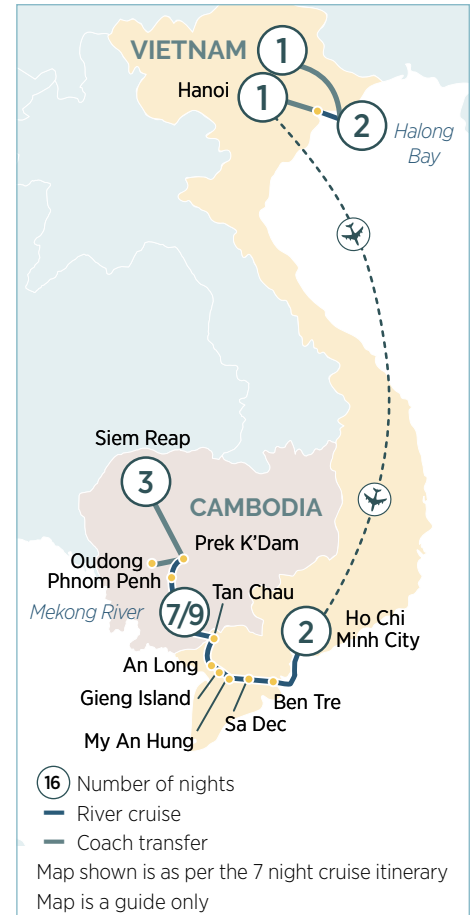 VIETNAM
1
Hanoi
1
2
Halong
Bay
Siem Reap
3
CAMBODIA
Prek K'Dam
Oudong
Phnom Penh
Tan Chau
Mekong River
7/9
2
Ho Chi
Minh City
An Long
Gieng Island
Ben Tre
Sa Dec
My An Hung
16 Number of nights
River cruise
Coach transfer
Map shown is as per the 7 night cruise itinerary
Map is a guide only